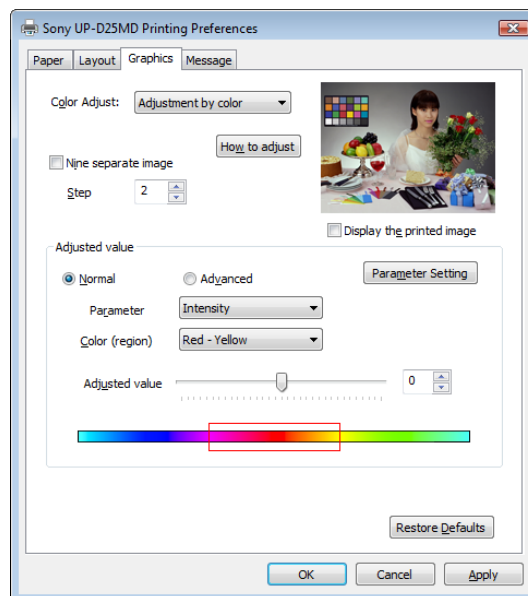 Sony UP-D25MD Printing Preferences
Paper Layout Graphics Message
Color Adjust: Adjustment by color
How to adjust
Nine separate image
Step 2
Display the printed image
Adjusted value
Normal Advanced Parameter Setting
Parameter Intensity
Color (region) Red - Yellow
Adjusted value 0
Restore Defaults
OK Cancel Apply